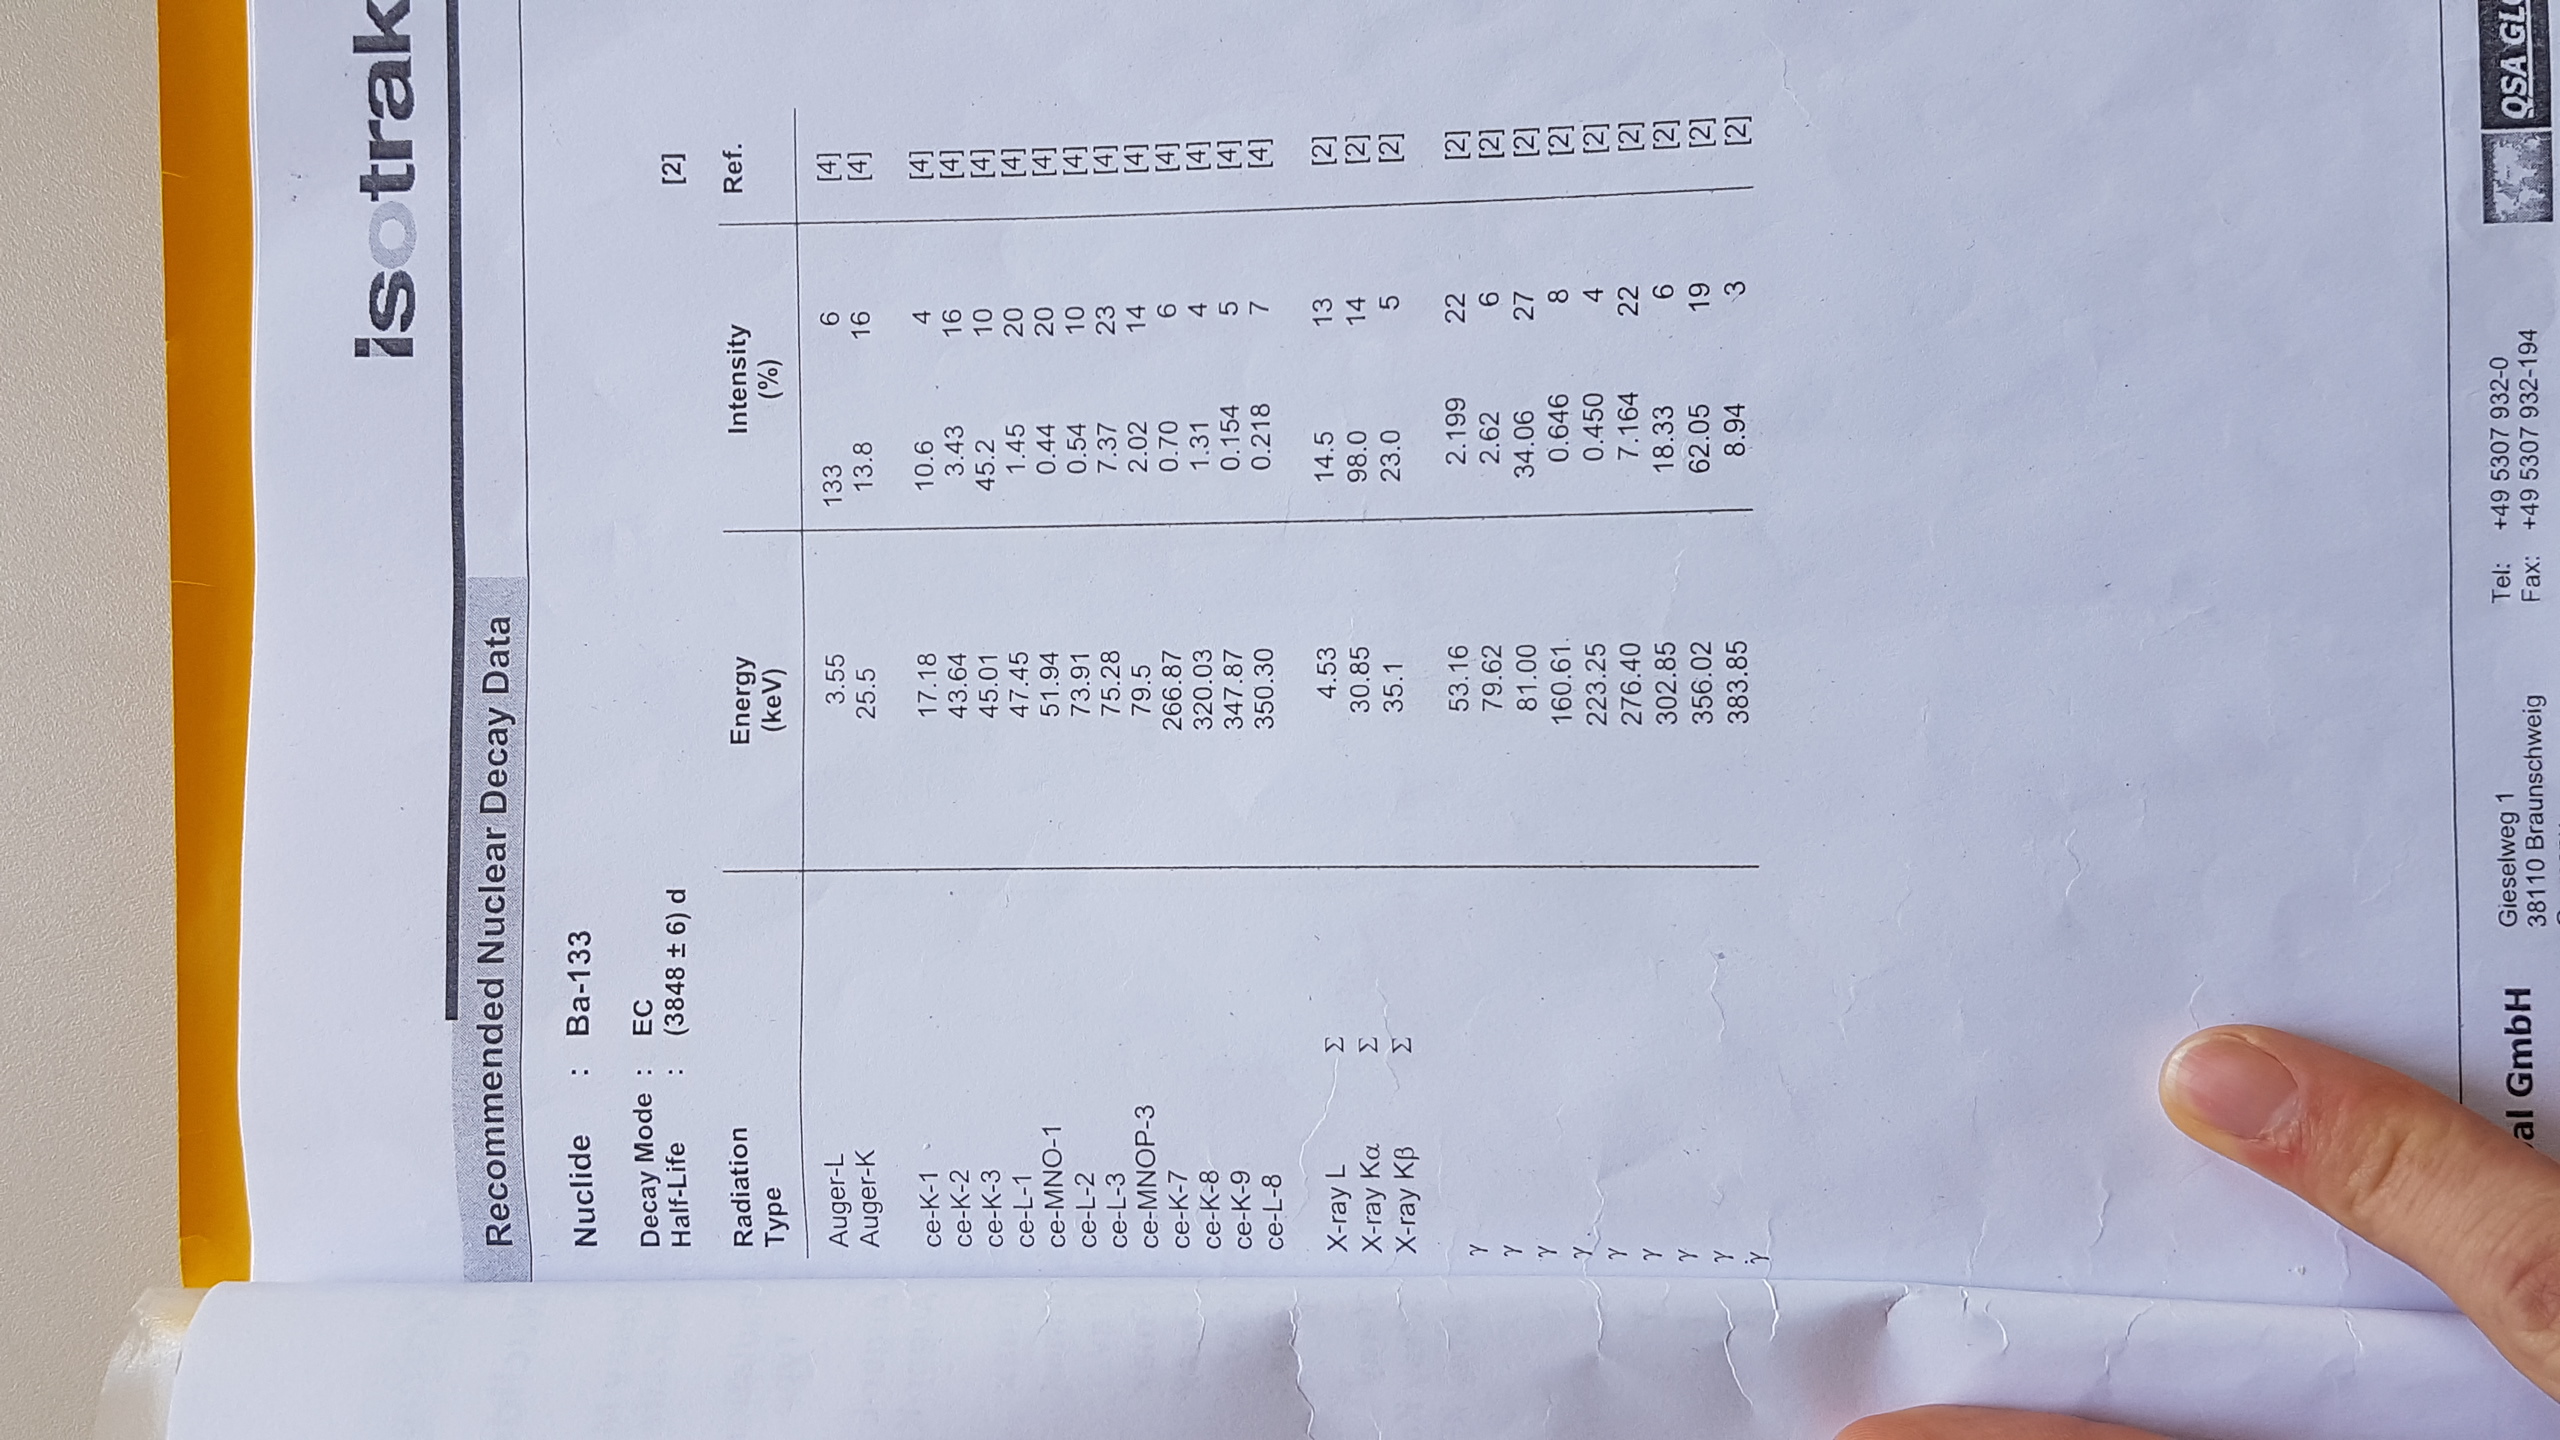 isotrak
Recommended Nuclear Decay Data
Nuclide : Ba-133
Decay Mode : EC
Half-Life : (3848 ± 6) d [2]
Radiation Type Energy (keV) Intensity (%) Ref.
Auger-L 3.55 133 6 [4]
Auger-K 25.5 13.8 16 [4]
ce-K-1 17.18 10.6 4 [4]
ce-K-2 43.64 3.43 16 [4]
ce-K-3 45.01 45.2 10 [4]
ce-L-1 47.45 1.45 20 [4]
ce-MNO-1 51.94 0.44 20 [4]
ce-L-2 73.91 0.54 10 [4]
ce-L-3 75.28 7.37 23 [4]
ce-MNOP-3 79.5 2.02 14 [4]
ce-K-7 266.87 0.70 6 [4]
ce-K-8 320.03 1.31 4 [4]
ce-K-9 347.87 0.154 5 [4]
ce-L-8 350.30 0.218 7 [4]
X-ray L Σ 4.53 14.5 13 [2]
X-ray Kα Σ 30.85 98.0 14 [2]
X-ray Kβ Σ 35.1 23.0 5 [2]
γ 53.16 2.199 22 [2]
γ 79.62 2.62 6 [2]
γ 81.00 34.06 27 [2]
γ 160.61 0.646 8 [2]
γ 223.25 0.450 4 [2]
γ 276.40 7.164 22 [2]
γ 302.85 18.33 6 [2]
γ 356.02 62.05 19 [2]
γ 383.85 8.94 3 [2]
al GmbH Gieselweg 1 Tel: +49 5307 932-0 QSA GLO
38110 Braunschweig Fax: +49 5307 932-194